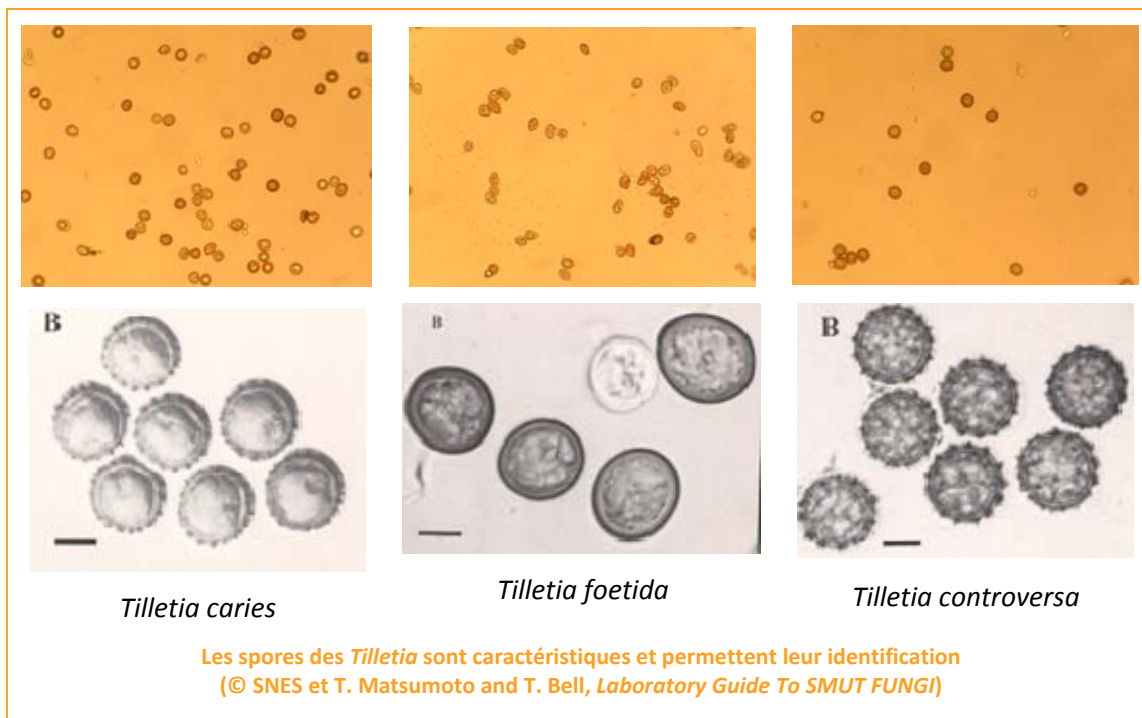 B
B
B
Tilletia caries
Tilletia foetida
Tilletia controversa
Les spores des Tilletia sont caractéristiques et permettent leur identification
(© SNES et T. Matsumoto and T. Bell, Laboratory Guide To SMUT FUNGI)